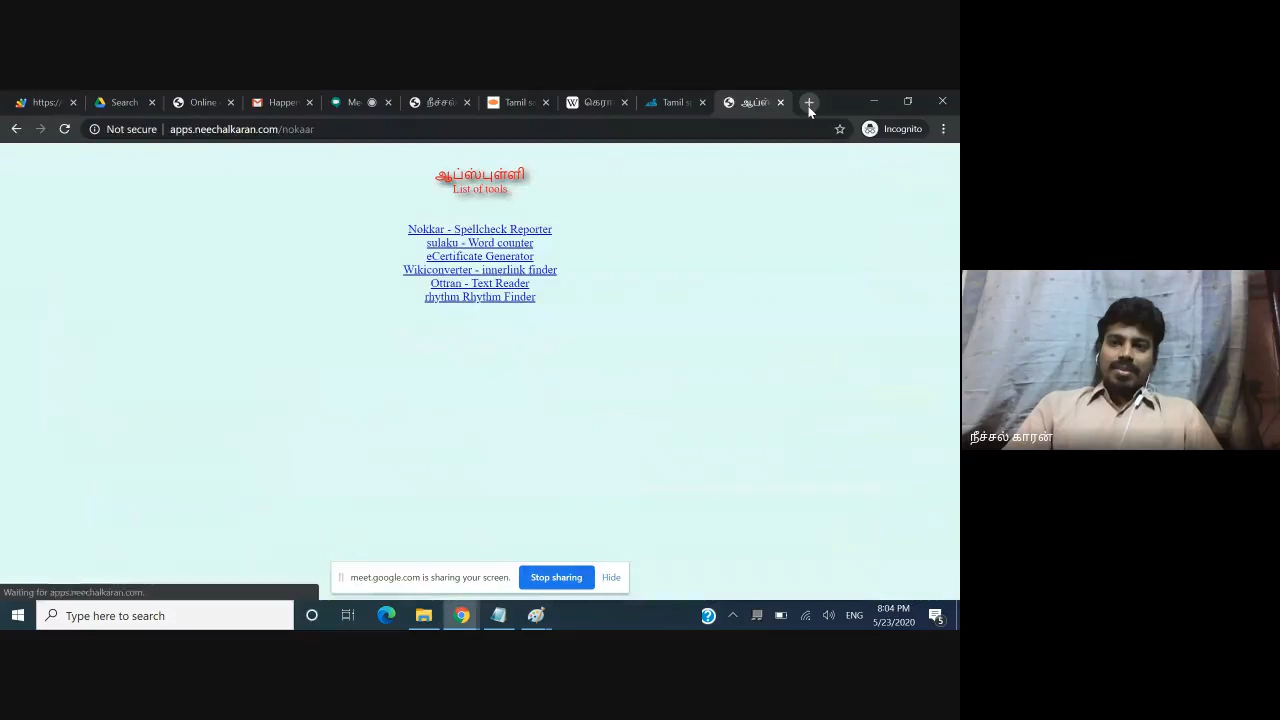 https://
Search
Online
Happen
Me
நீச்சல்
Tamil s
W
கெரா
Tamil s
ஆப்ஸ்
Not secure
apps.neechalkaran.com/nokaar
Incognito
ஆப்ஸ்புள்ளி
List of tools
Nokkar - Spellcheck Reporter
sulaku - Word counter
eCertificate Generator
Wikiconverter - innerlink finder
Ottran - Text Reader
rhythm Rhythm Finder
நீச்சல் காரன்
meet.google.com is sharing your screen.
Stop sharing
Hide
Waiting for apps.neechalkaran.com.
Type here to search
ENG
8:04 PM
5/23/2020
5